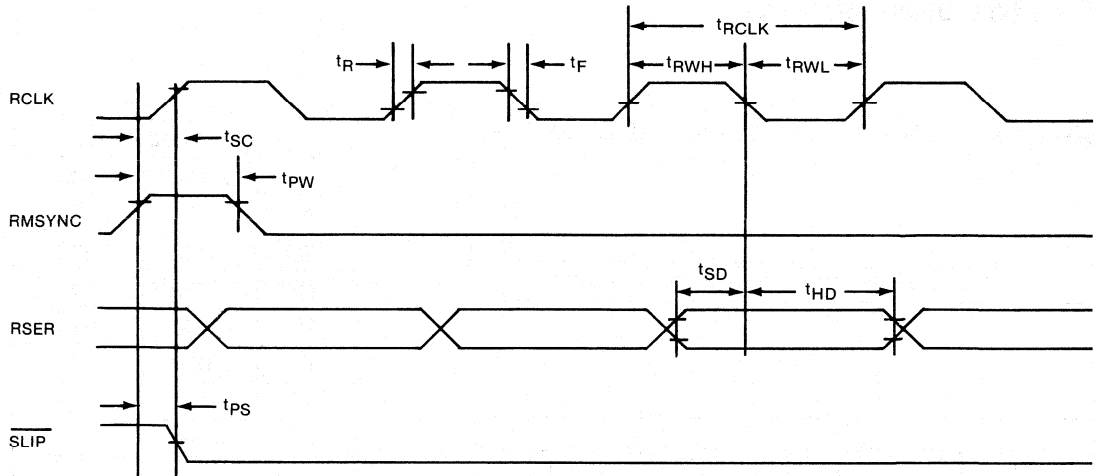 tRCLK
tR
tF
tRWH
tRWL
RCLK
tSC
tPW
RMSYNC
tSD
tHD
RSER
tPS
SLIP